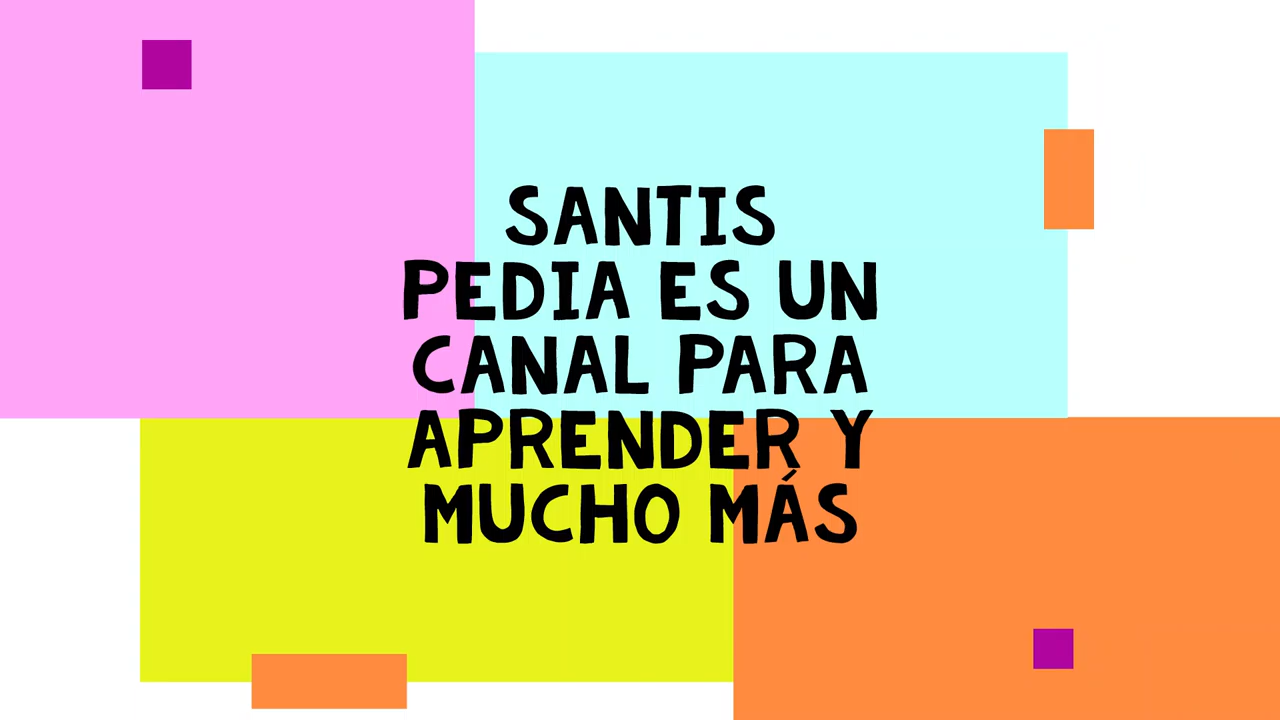 SANTIS
PEDIA ES UN
CANAL PARA
APRENDER Y
MUCHO MÁS